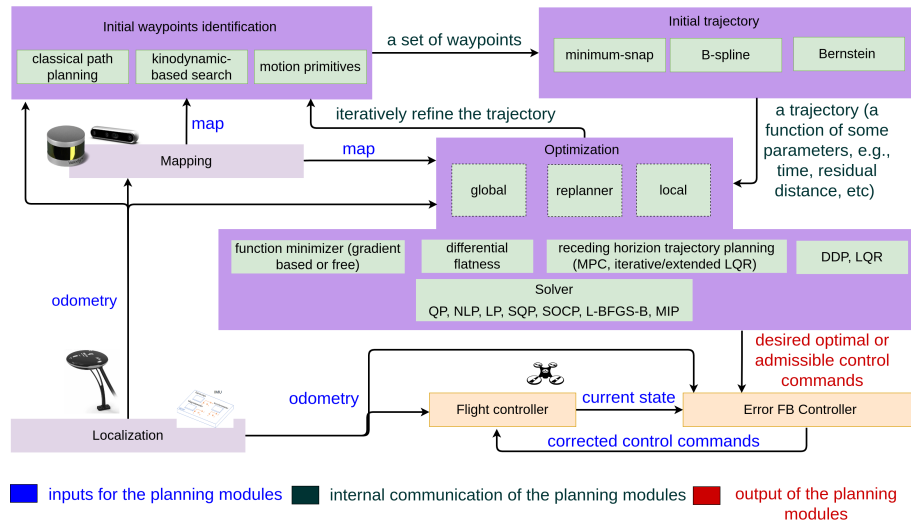 Initial waypoints identification
classical path
planning
kinodynamic-
based search
motion primitives
a set of waypoints
Initial trajectory
minimum-snap
B-spline
Bernstein
iteratively refine the trajectory
a trajectory (a
function of some
parameters, e.g.,
time, residual
distance, etc)
map
Mapping
map
Optimization
global
replanner
local
function minimizer (gradient
based or free)
differential
flatness
receding horizion trajectory planning
(MPC, iterative/extended LQR)
DDP, LQR
Solver
QP, NLP, LP, SQP, SOCP, L-BFGS-B, MIP
odometry
desired optimal or
admissible control
commands
odometry
Localization
Flight controller
current state
Error FB Controller
corrected control commands
inputs for the planning modules
internal communication of the planning modules
output of the planning
modules